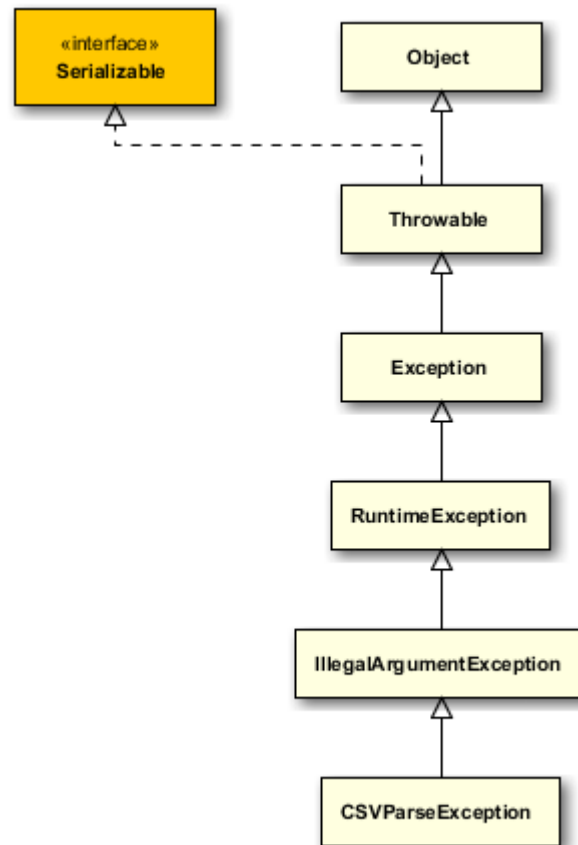 «interface»
Serializable
Object
Throwable
Exception
RuntimeException
IllegalArgumentException
CSVParseException